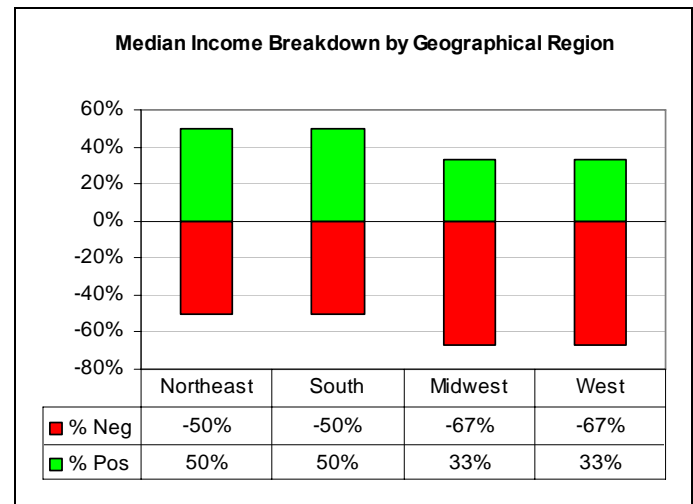 Median Income Breakdown by Geographical Region
60%
40%
20%
0%
-20%
-40%
-60%
-80%
Northeast South Midwest West
% Neg -50% -50% -67% -67%
% Pos 50% 50% 33% 33%